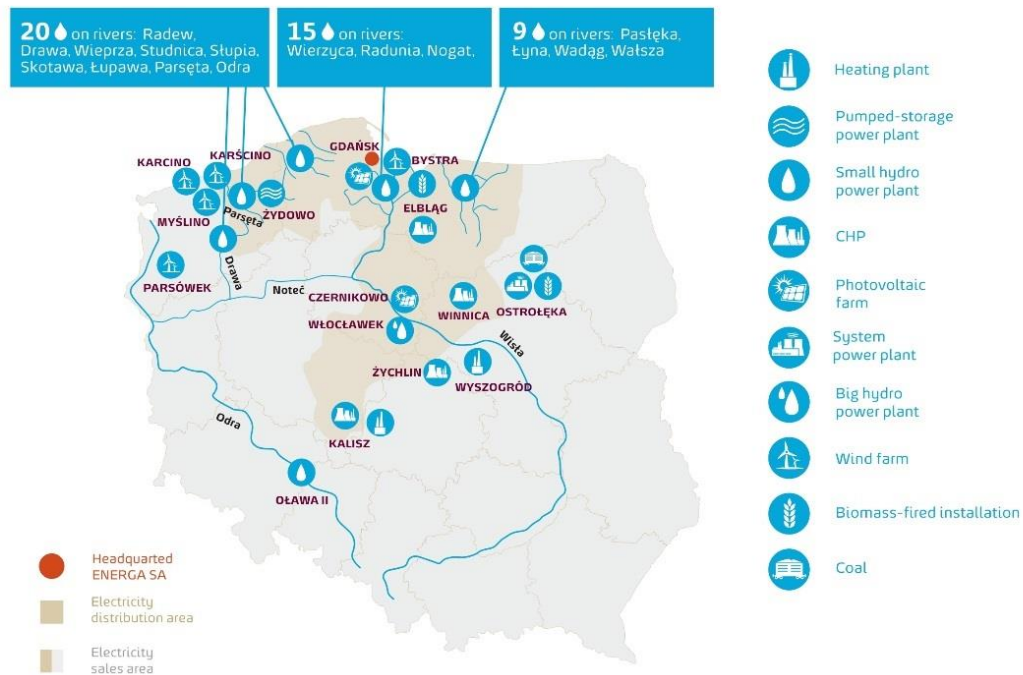 20 on rivers: Radew,
Drawa, Wieprza, Studnica, Słupia,
Skotawa, Łupawa, Parsęta, Odra
15 on rivers:
Wierzyca, Radunia, Nogat,
9 on rivers: Pasłęka,
Łyna, Wadąg, Wałsza
Heating plant
Pumped-storage
power plant
Small hydro
power plant
CHP
Photovoltaic
farm
System
power plant
Big hydro
power plant
Wind farm
Biomass-fired installation
Coal
GDAŃSK
KARŚCINO
BYSTRA
KARCINO
ELBLĄG
Parsęta
ŻYDOWO
MYŚLINO
Drawa
PARSÓWEK
Noteć
CZERNIKOWO
WINNICA
OSTROŁĘKA
WŁOCŁAWEK
Wisła
ŻYCHLIN
WYSZOGRÓD
Odra
KALISZ
OŁAWA II
Headquarted
ENERGA SA
Electricity
distribution area
Electricity
sales area